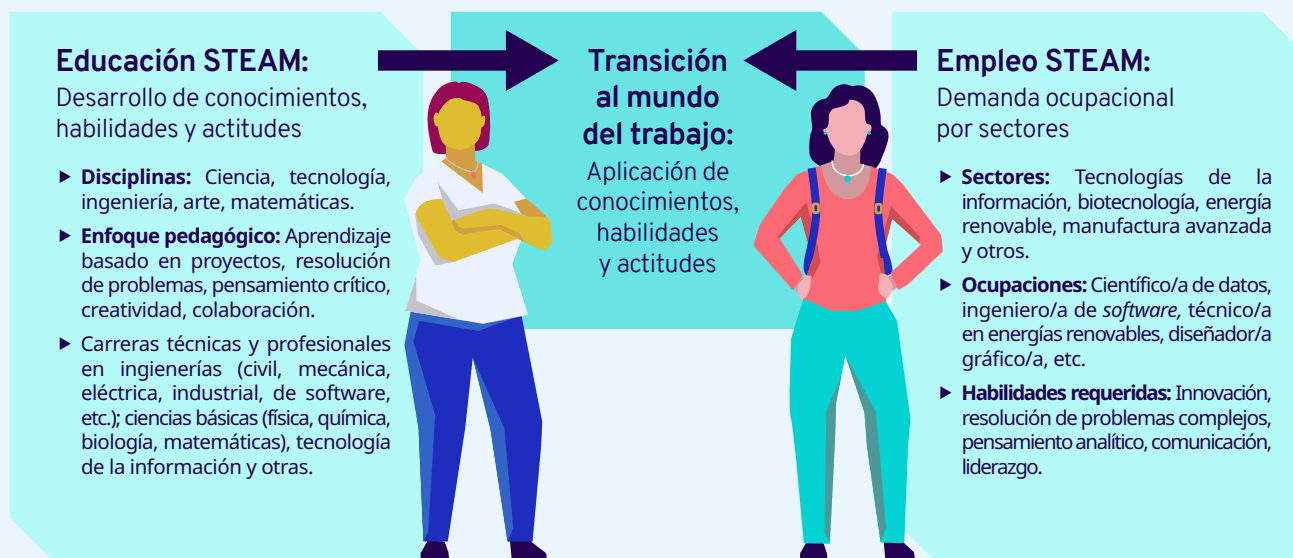 Educación STEAM:
Desarrollo de conocimientos,
habilidades y actitudes
▶ Disciplinas: Ciencia, tecnología,
ingeniería, arte, matemáticas.
▶ Enfoque pedagógico: Aprendizaje
basado en proyectos, resolución
de problemas, pensamiento crítico,
creatividad, colaboración.
▶ Carreras técnicas y profesionales
en ingienerías (civil, mecánica,
eléctrica, industrial, de software,
etc.); ciencias básicas (física, química,
biología, matemáticas), tecnología
de la información y otras.
Transición
al mundo
del trabajo:
Aplicación de
conocimientos,
habilidades
y actitudes
Empleo STEAM:
Demanda ocupacional
por sectores
▶ Sectores: Tecnologías de la
información, biotecnología, energía
renovable, manufactura avanzada
y otros.
▶ Ocupaciones: Científico/a de datos,
ingeniero/a de software, técnico/a
en energías renovables, diseñador/a
gráfico/a, etc.
▶ Habilidades requeridas: Innovación,
resolución de problemas complejos,
pensamiento analítico, comunicación,
liderazgo.